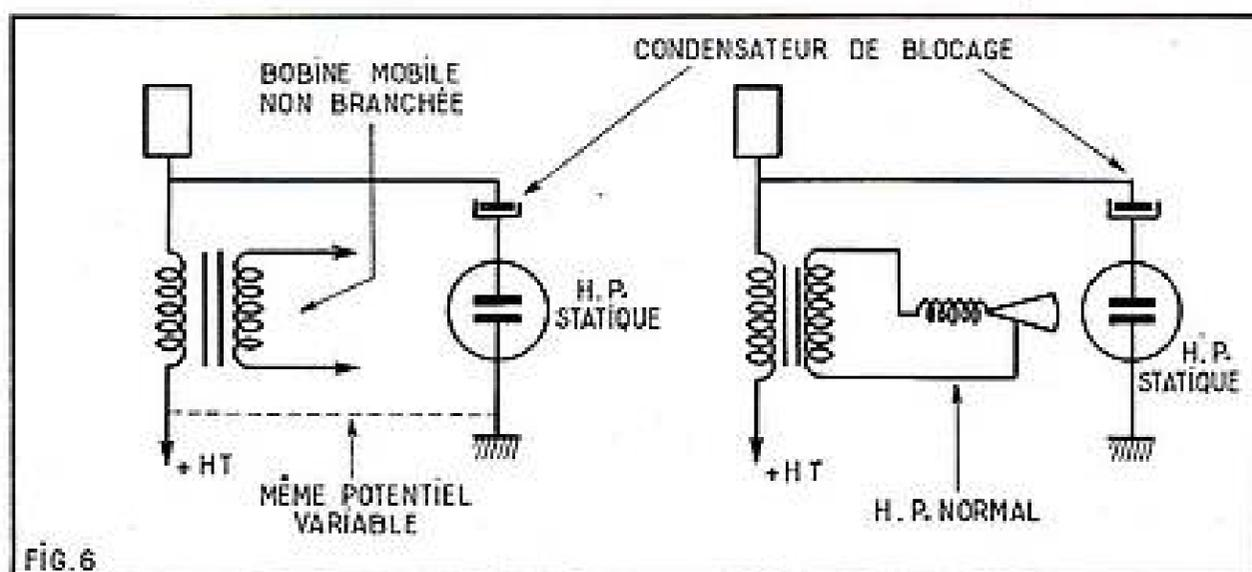 CONDENSATEUR DE BLOCAGE
BOBINE MOBILE
NON BRANCHÉE
H.P.
STATIQUE
+ HT
MÊME POTENTIEL
VARIABLE
H.P.
STATIQUE
+ HT
H.P. NORMAL
FIG.6